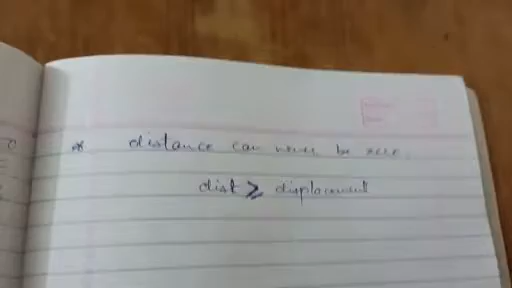 * distance can never be zero.
dist ≥ displacement